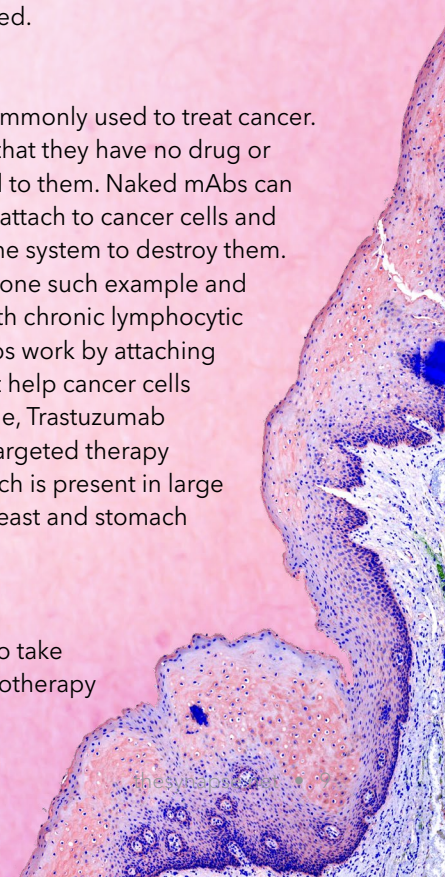 ed.
mmonly used to treat cancer.
that they have no drug or
d to them. Naked mAbs can
attach to cancer cells and
ne system to destroy them.
one such example and
th chronic lymphocytic
bs work by attaching
t help cancer cells
e, Trastuzumab
argeted therapy
ch is present in large
east and stomach
o take
otherapy